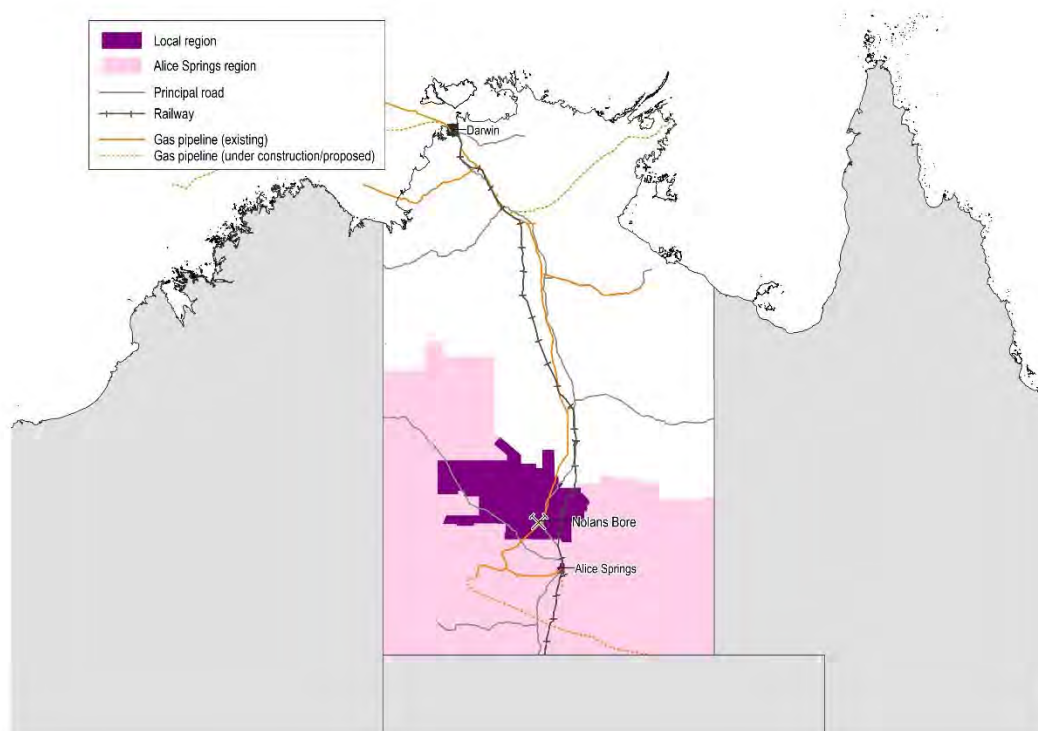 Local region
Alice Springs region
Principal road
Railway
Gas pipeline (existing)
Gas pipeline (under construction/proposed)
Darwin
Nolans Bore
Alice Springs